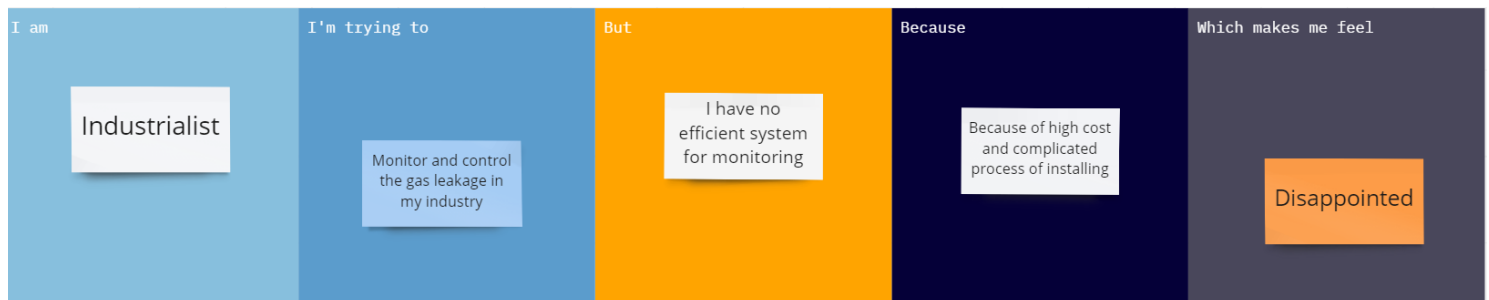 I am
Industrialist
I'm trying to
Monitor and control
the gas leakage in
my industry
But
I have no
efficient system
for monitoring
Because
Because of high cost
and complicated
process of installing
Which makes me feel
Disappointed